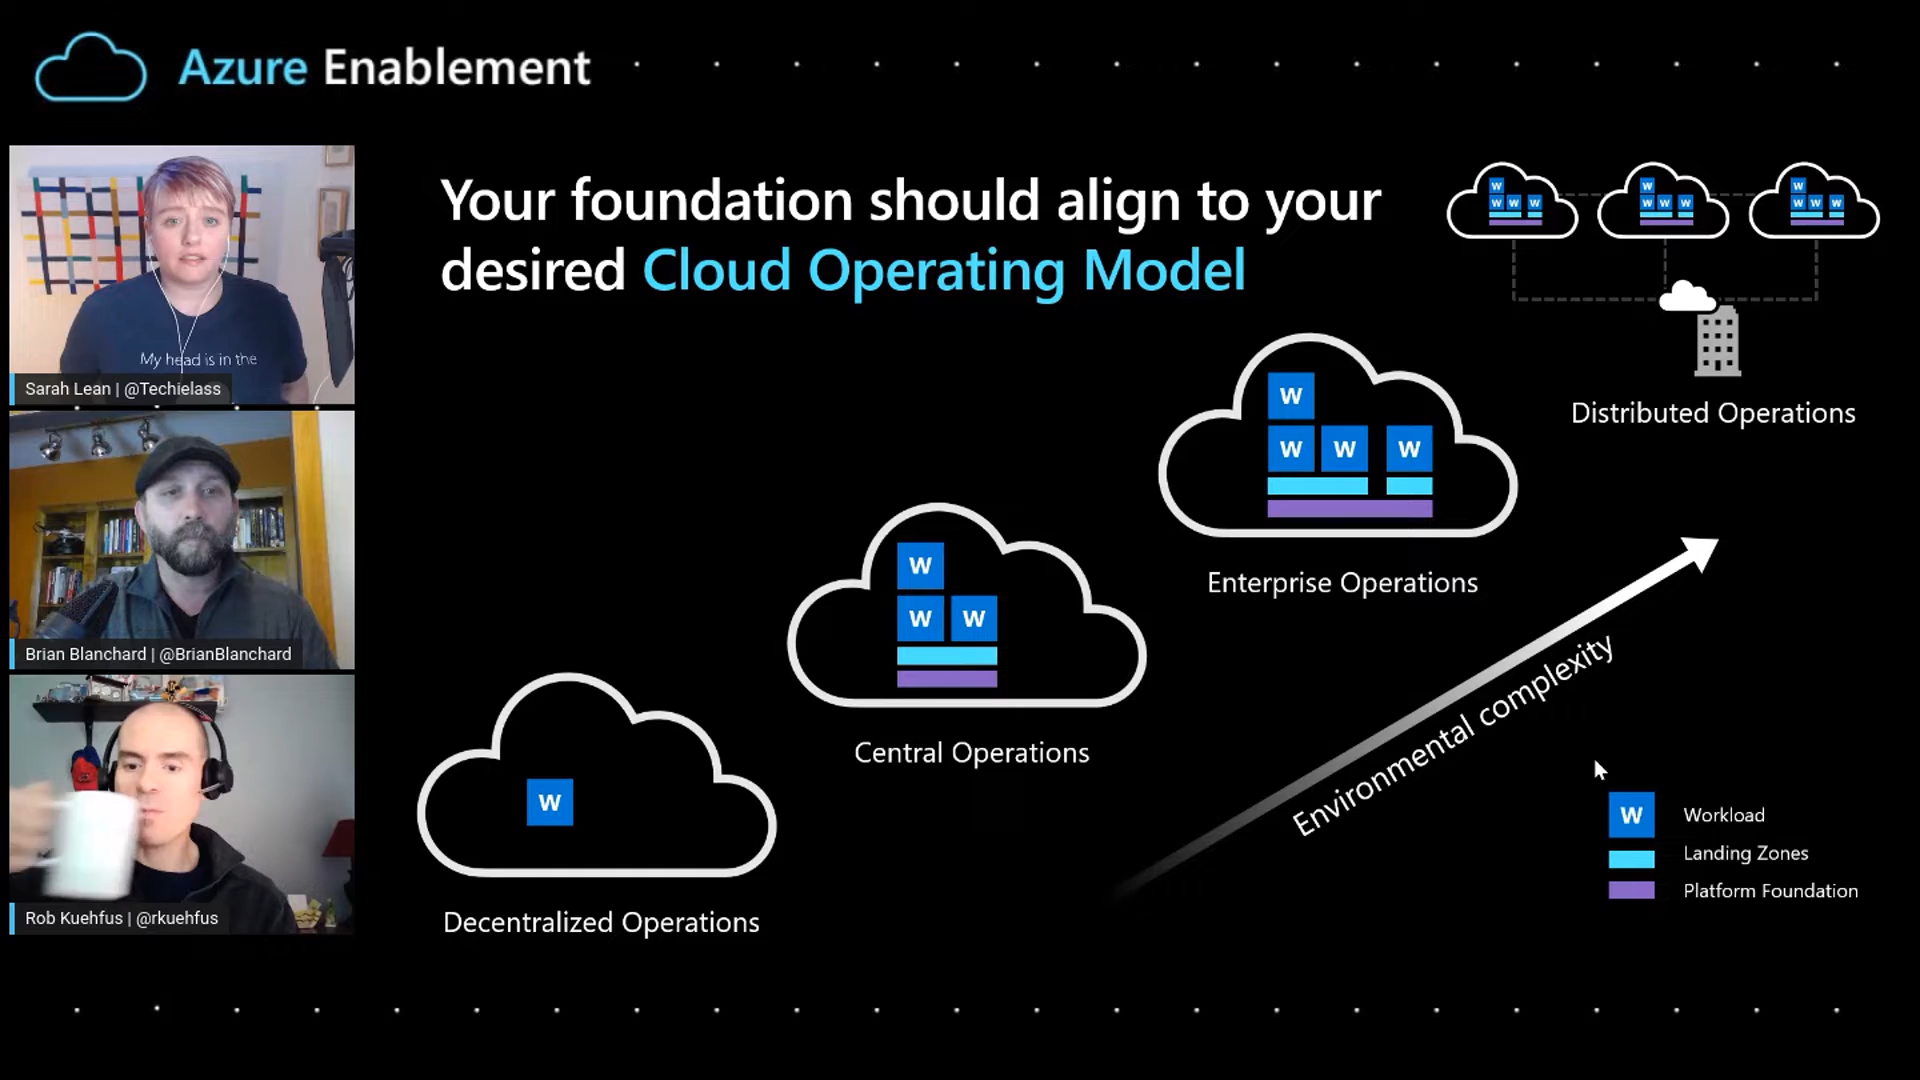 Azure Enablement
Your foundation should align to your
desired Cloud Operating Model
My head is in the
Sarah Lean | @Techielass
Brian Blanchard | @BrianBlanchard
Rob Kuehfus | @rkuehfus
W
W W W
W
W W W
W
W W W
Distributed Operations
W
W W W
Enterprise Operations
W
W W
Central Operations
W
Decentralized Operations
Environmental complexity
W Workload
Landing Zones
Platform Foundation